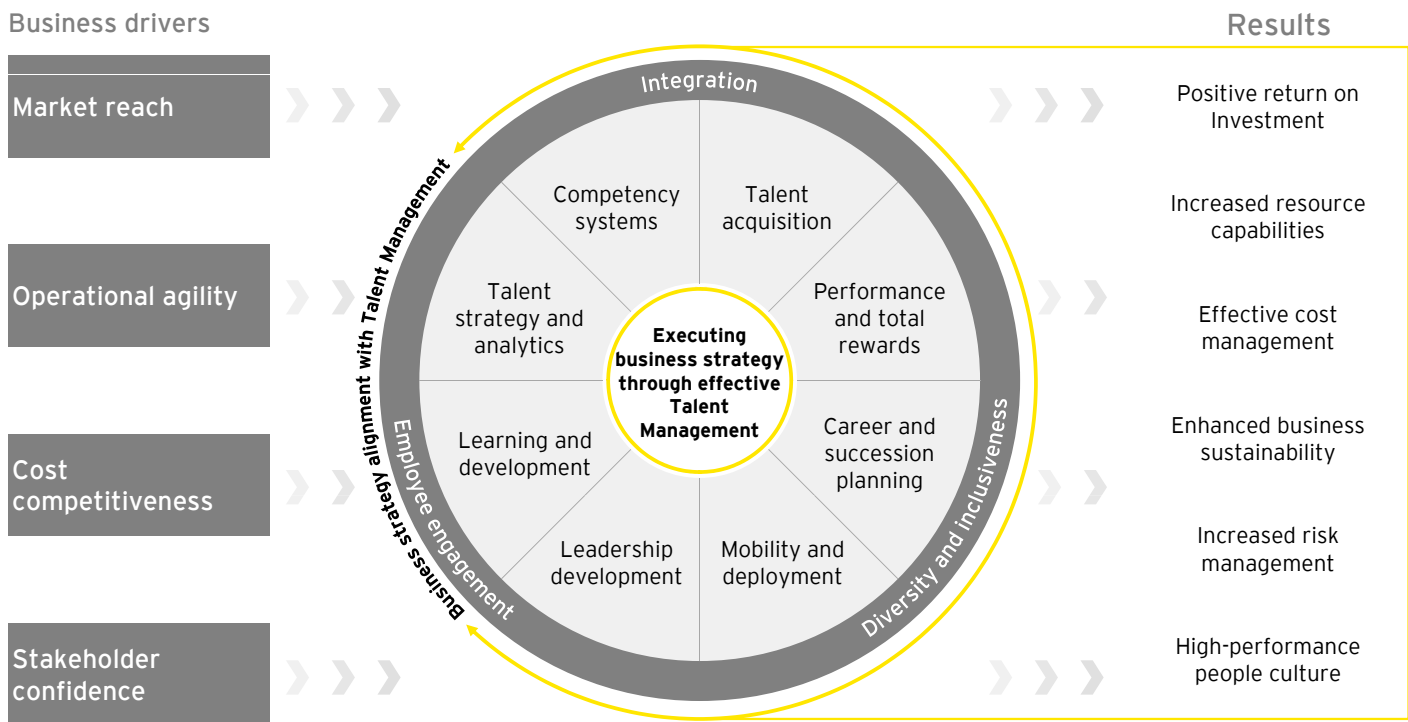 Business drivers
Market reach
Operational agility
Cost
competitiveness
Stakeholder
confidence
Business strategy alignment with Talent Management
Integration
Employee engagement
Diversity and inclusiveness
Competency
systems
Talent
acquisition
Talent
strategy and
analytics
Performance
and total
rewards
Executing
business strategy
through effective
Talent
Management
Learning and
development
Career and
succession
planning
Leadership
development
Mobility and
deployment
Results
Positive return on
Investment
Increased resource
capabilities
Effective cost
management
Enhanced business
sustainability
Increased risk
management
High-performance
people culture